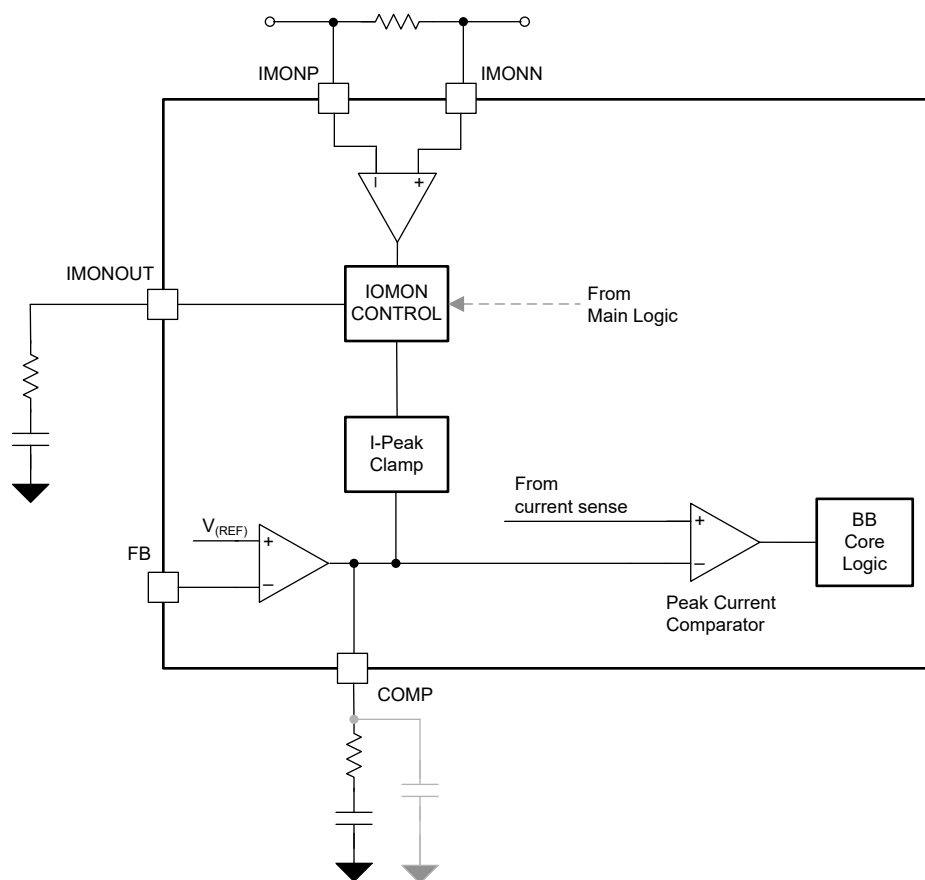 IMONP
IMONN
− +
IMONOUT
IOMON
CONTROL
From
Main Logic
I-Peak
Clamp
From
current sense
V(REF)
+
−
FB
+
−
BB
Core
Logic
Peak Current
Comparator
COMP